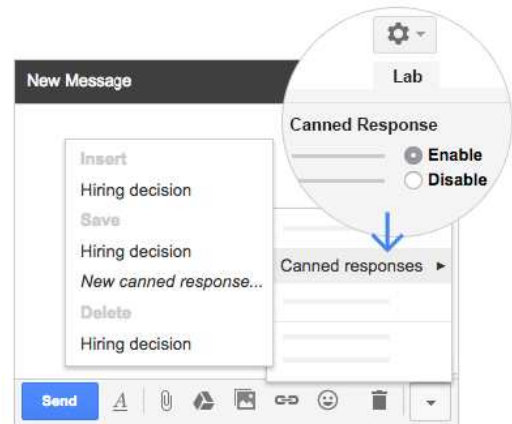 New Message
Lab
Canned Response
Enable
Disable
Insert
Hiring decision
Save
Hiring decision
New canned response...
Delete
Hiring decision
Canned responses
Send
A